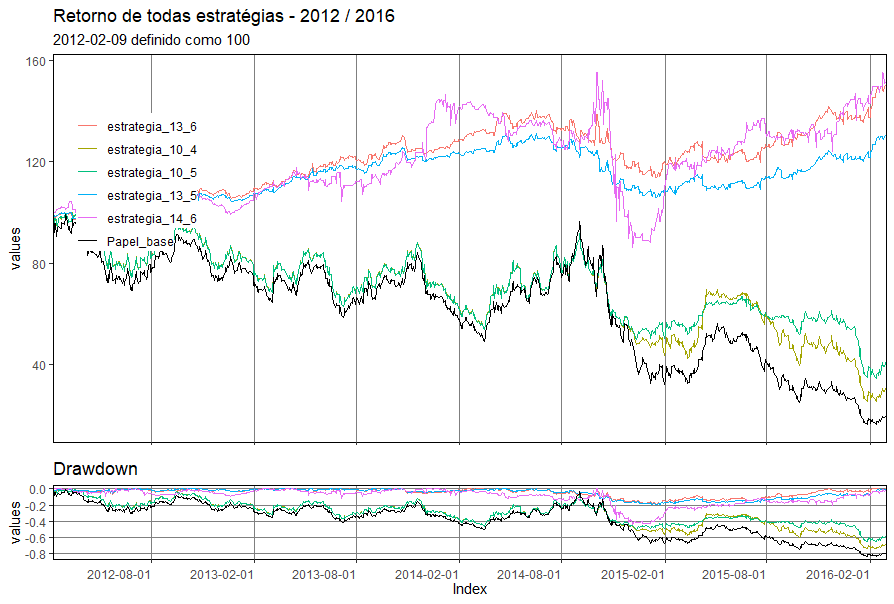 Retorno de todas estratégias - 2012 / 2016
2012-02-09 definido como 100
160
120
80
40
values
estrategia_13_6
estrategia_10_4
estrategia_10_5
estrategia_13_5
estrategia_14_6
Papel_base
Drawdown
0.0
-0.2
-0.4
-0.6
-0.8
values
2012-08-01
2013-02-01
2013-08-01
2014-02-01
2014-08-01
2015-02-01
2015-08-01
2016-02-01
Index